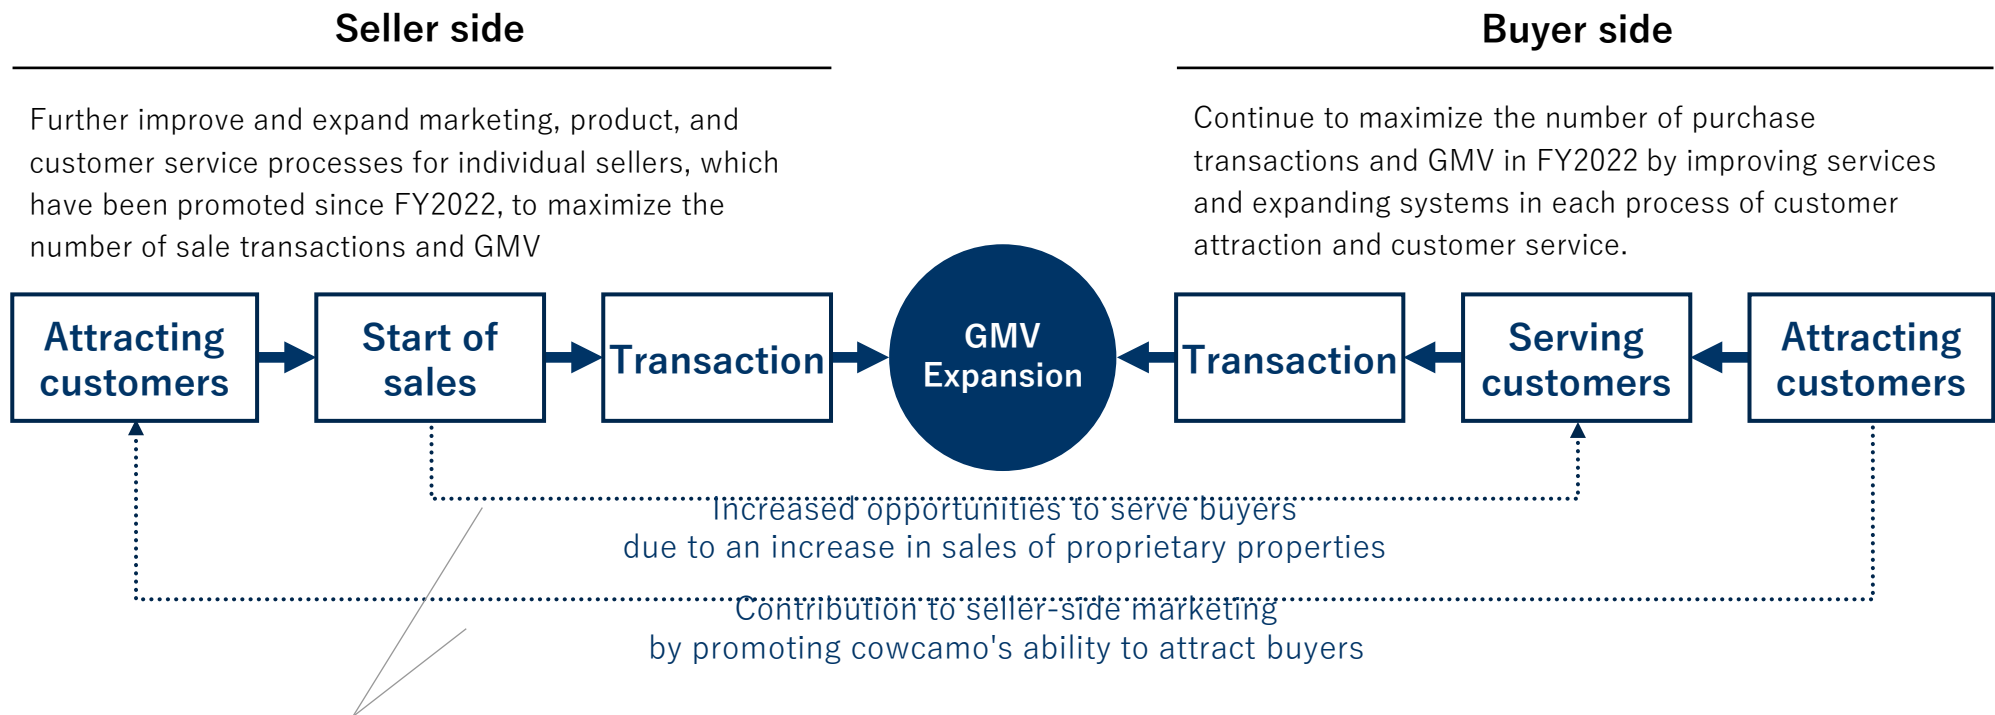 Seller side
Further improve and expand marketing, product, and
customer service processes for individual sellers, which
have been promoted since FY2022, to maximize the
number of sale transactions and GMV
Buyer side
Continue to maximize the number of purchase
transactions and GMV in FY2022 by improving services
and expanding systems in each process of customer
attraction and customer service.
Attracting
customers
Start of
sales
Transaction
GMV
Expansion
Transaction
Serving
customers
Attracting
customers
Increased opportunities to serve buyers
due to an increase in sales of proprietary properties
Contribution to seller-side marketing
by promoting cowcamo's ability to attract buyers